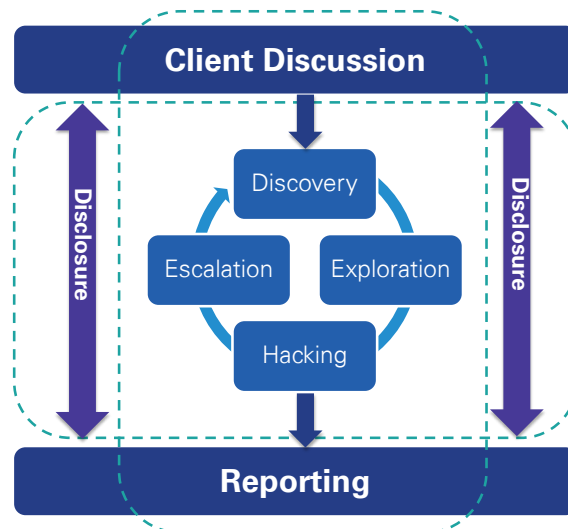 Client Discussion
Discovery
Disclosure
Disclosure
Escalation
Exploration
Hacking
Reporting